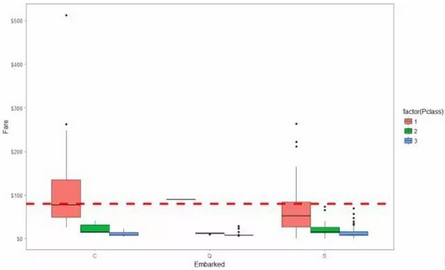 $500
$400
$300
$200
$100
$0
Fare
C
Q
S
Embarked
factor(Pclass)
1
2
3